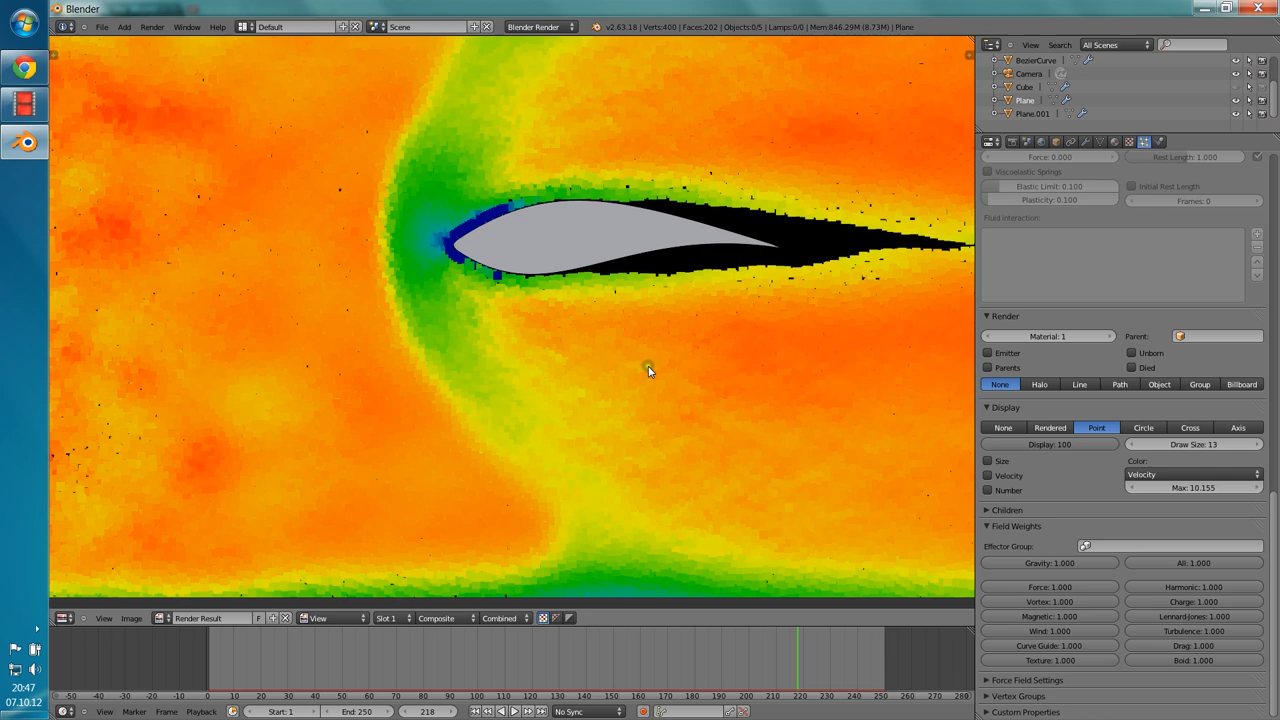 Blender
File Add Render Window Help Default Scene Blender Render v2.63.18 | Verts:400 | Faces:202 | Objects:0/5 | Lamps:0/0 | Mem:846.29M (8.73M) | Plane
View Search All Scenes
BezierCurve
Camera
Cube
Plane
Plane.001
Force: 0.000 Rest Length: 1.000
Viscoelastic Springs
Elastic Limit: 0.100 Initial Rest Length
Plasticity: 0.100 Frames: 0
Fluid interaction:
Render
Material: 1 Parent:
Emitter Unborn
Parents Died
None Halo Line Path Object Group Billboard
Display
None Rendered Point Circle Cross Axis
Display: 100 Draw Size: 13
Size Color:
Velocity Velocity
Number Max: 10.155
Children
Field Weights
Effector Group:
Gravity: 1.000 All: 1.000
Force: 1.000 Harmonic: 1.000
Vortex: 1.000 Charge: 1.000
Magnetic: 1.000 Lennard-Jones: 1.000
Wind: 1.000 Turbulence: 1.000
Curve Guide: 1.000 Drag: 1.000
Texture: 1.000 Boid: 1.000
Force Field Settings
Vertex Groups
Custom Properties
View Image Render Result F View Slot 1 Composite Combined
-50 -40 -30 -20 -10 0 10 20 30 40 50 60 70 80 90 100 110 120 130 140 150 160 170 180 190 200 210 220 230 240 250 260 270 280
View Marker Frame Playback Start: 1 End: 250 218 No Sync
20:47
07.10.12